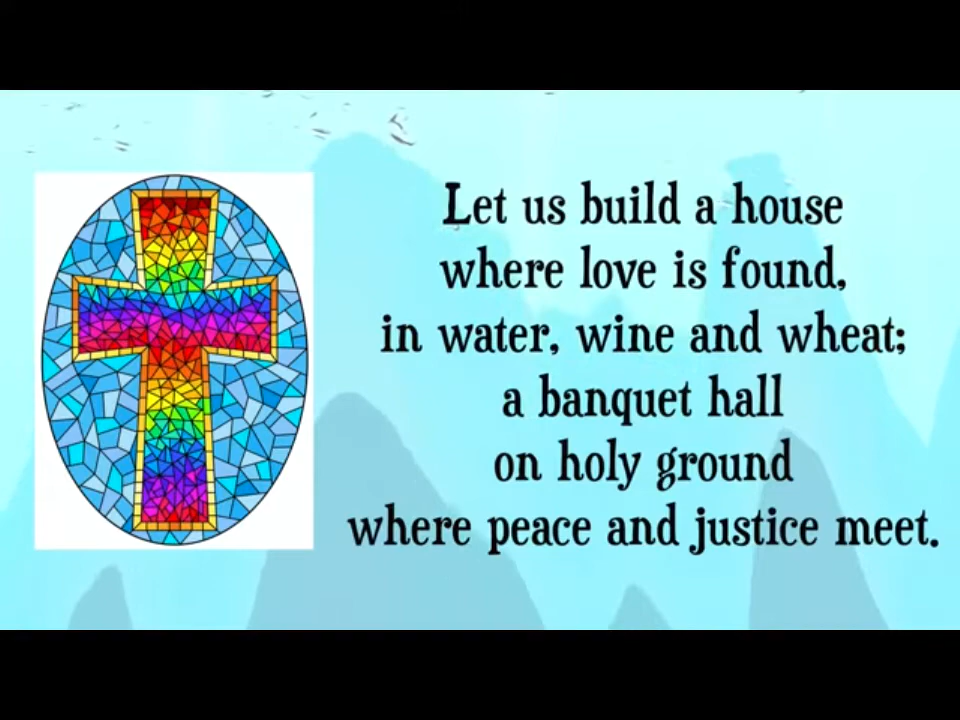 Let us build a house
where love is found,
in water, wine and wheat;
a banquet hall
on holy ground
where peace and justice meet.